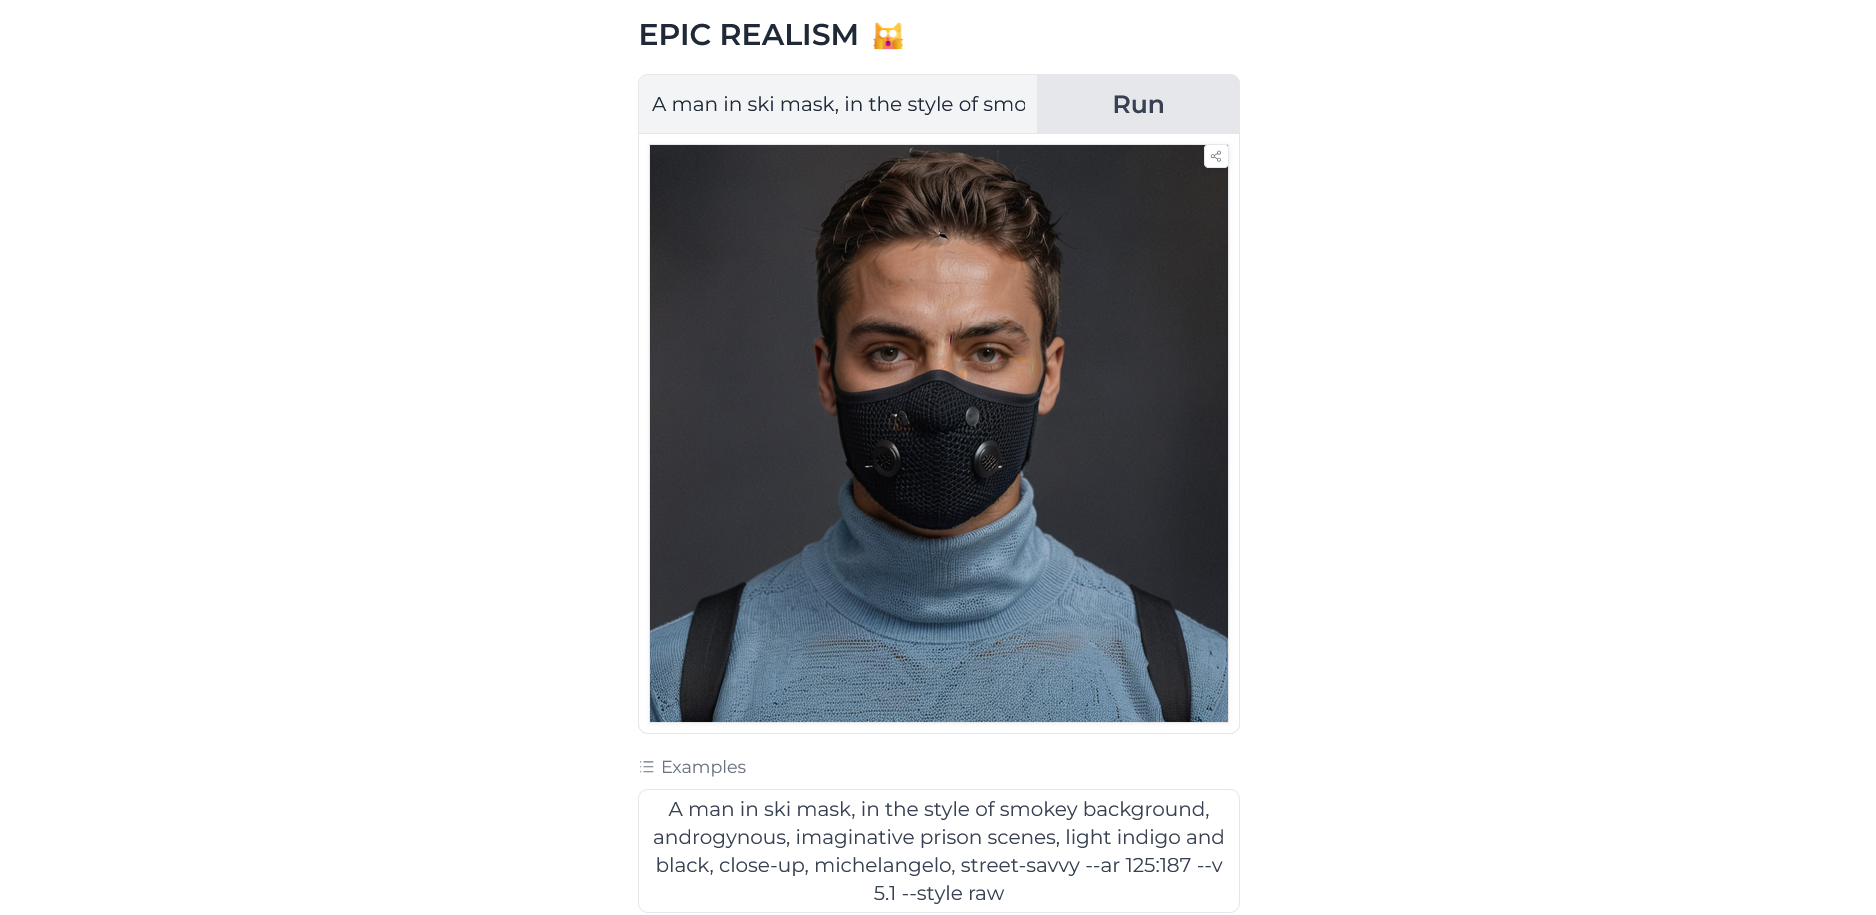 EPIC REALISM
A man in ski mask, in the style of smo
Run
Examples
A man in ski mask, in the style of smokey background,
androgynous, imaginative prison scenes, light indigo and
black, close-up, michelangelo, street-savvy --ar 125:187 --v
5.1 --style raw